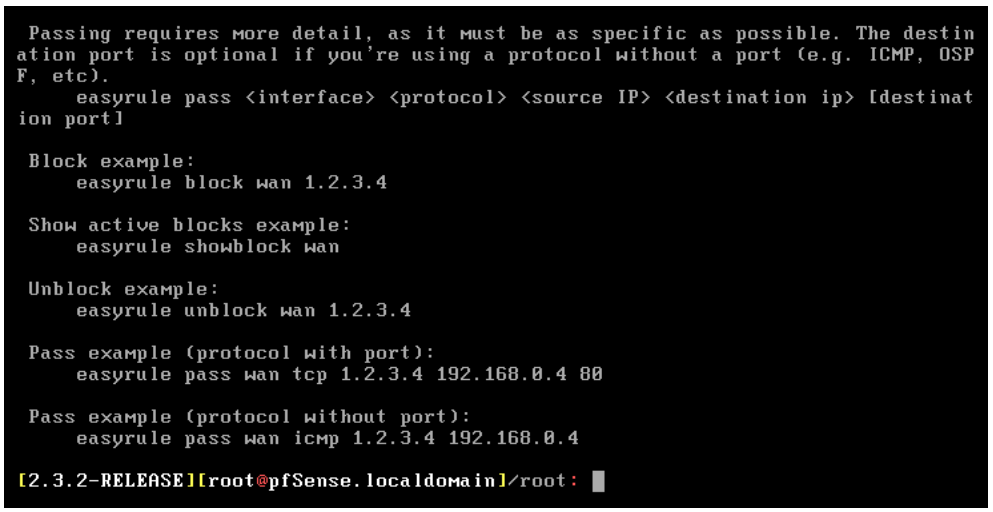 Passing requires more detail, as it must be as specific as possible. The destin
ation port is optional if you're using a protocol without a port (e.g. ICMP, OSP
F, etc).
easyrule pass <interface> <protocol> <source IP> <destination ip> [destinat
ion port]
Block example:
easyrule block wan 1.2.3.4
Show active blocks example:
easyrule showblock wan
Unblock example:
easyrule unblock wan 1.2.3.4
Pass example (protocol with port):
easyrule pass wan tcp 1.2.3.4 192.168.0.4 80
Pass example (protocol without port):
easyrule pass wan icmp 1.2.3.4 192.168.0.4
[2.3.2-RELEASE][root@pfSense.localdomain]/root: